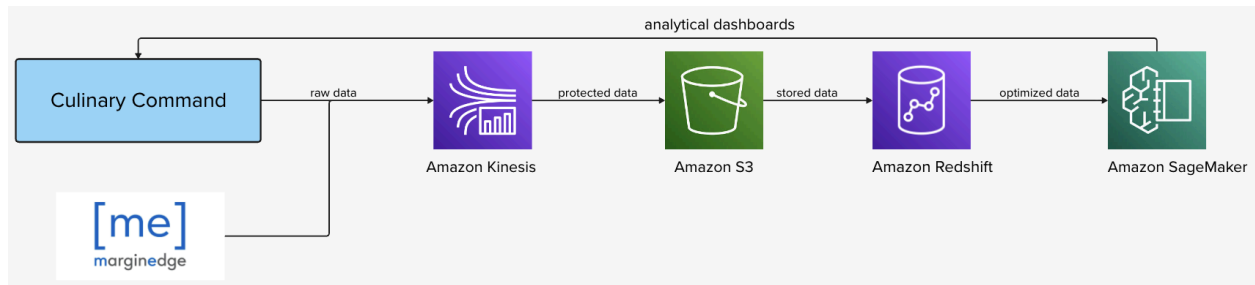 analytical dashboards
Culinary Command
raw data
protected data
stored data
optimized data
Amazon Kinesis
Amazon S3
Amazon Redshift
Amazon SageMaker
[me]
marginedge